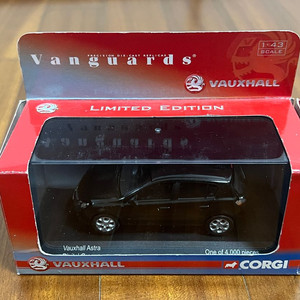 Vanguards®
PRECISION DIE-CAST REPLICAS
1:43
SCALE
VAUXHALL
LIMITED EDITION
Vanguards
Vauxhall Astra
One of 4,000 pieces
VAUXHALL
CORGI